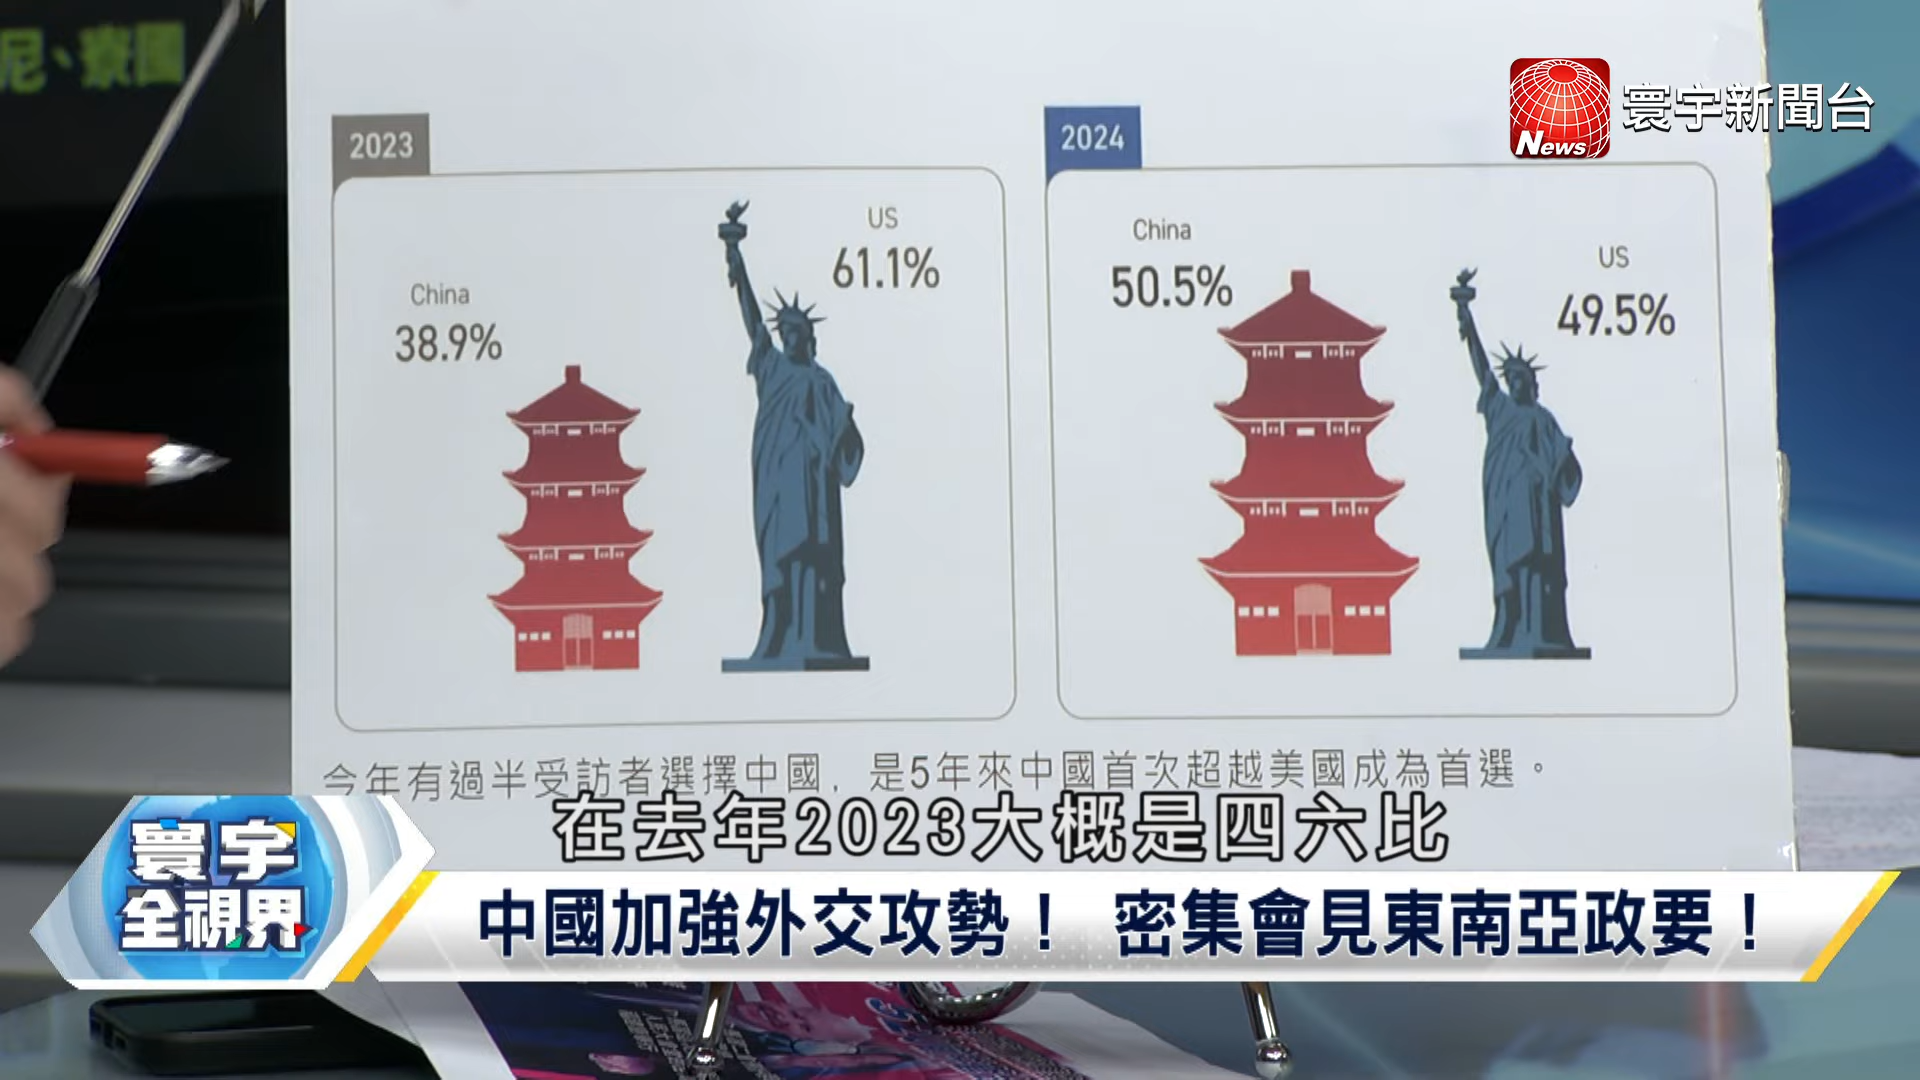 尼、寮國
寰宇新聞台
News
2023
2024
China
38.9%
US
61.1%
China
50.5%
US
49.5%
今年有過半受訪者選擇中國，是5年來中國首次超越美國成為首選。
在去年2023大概是四六比
寰宇
全視界
中國加強外交攻勢！ 密集會見東南亞政要！